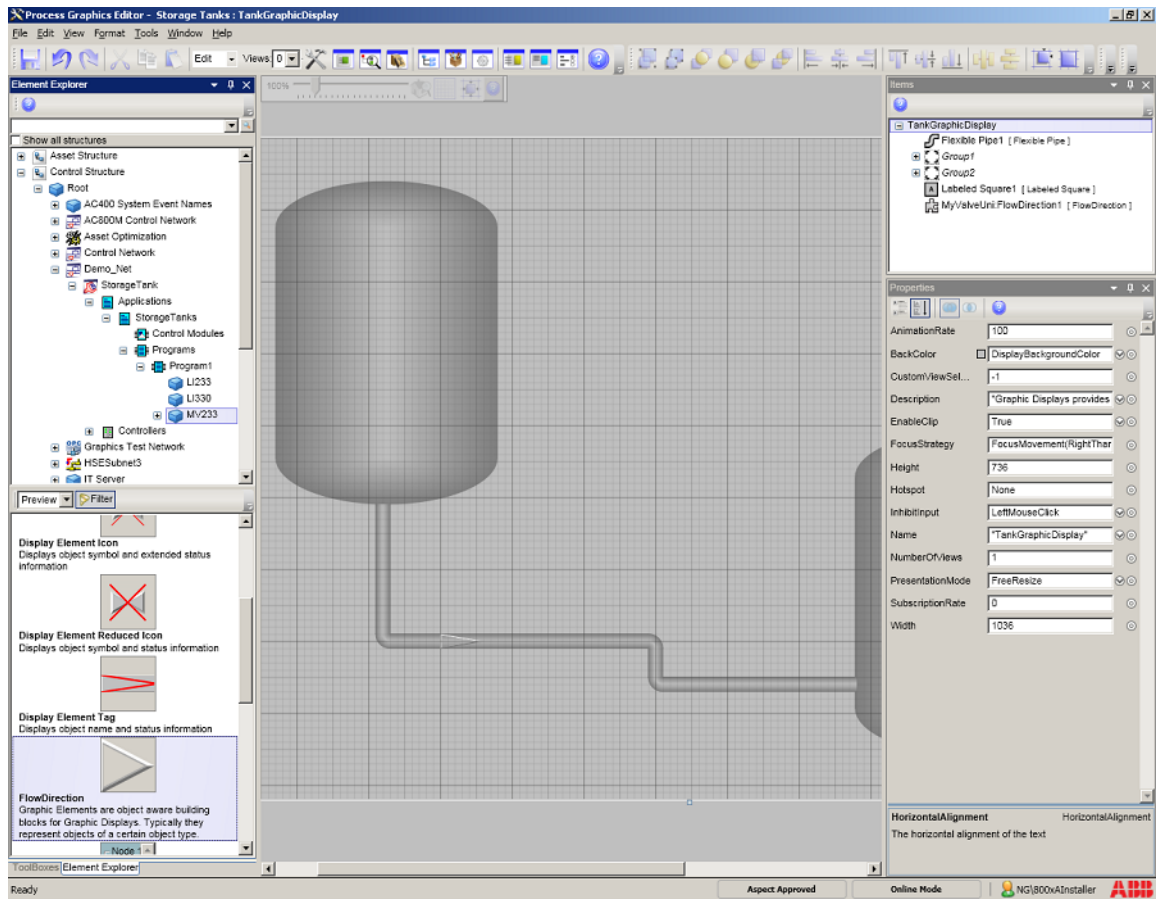 Process Graphics Editor - Storage Tanks : TankGraphicDisplay
File Edit View Format Tools Window Help
Edit Views: 0
Element Explorer
100%
Items
Show all structures
Asset Structure
Control Structure
Root
AC400 System Event Names
AC800M Control Network
Asset Optimization
Control Network
Demo_Net
StorageTank
Applications
StorageTanks
Control Modules
Programs
Program1
LI233
LI330
MV233
Controllers
Graphics Test Network
HSESubnet3
IT Server
Preview Filter
Display Element Icon
Displays object symbol and extended status
information
Display Element Reduced Icon
Displays object symbol and status information
Display Element Tag
Displays object name and status information
FlowDirection
Graphic Elements are object aware building
blocks for Graphic Displays. Typically they
represent objects of a certain object type.
Node
ToolBoxes Element Explorer
TankGraphicDisplay
Flexible Pipe1 [ Flexible Pipe ]
Group1
Group2
A Labeled Square1 [ Labeled Square ]
MyValveUni:FlowDirection1 [ FlowDirection ]
Properties
AnimationRate 100
BackColor DisplayBackgroundColor
CustomViewSel... -1
Description "Graphic Displays provides
EnableClip True
FocusStrategy FocusMovement(RightTher
Height 736
Hotspot None
InhibitInput LeftMouseClick
Name "TankGraphicDisplay"
NumberOfViews 1
PresentationMode FreeResize
SubscriptionRate 0
Width 1036
HorizontalAlignment HorizontalAlignment
The horizontal alignment of the text
Ready Aspect Approved Online Mode NG\800xAInstaller ABB